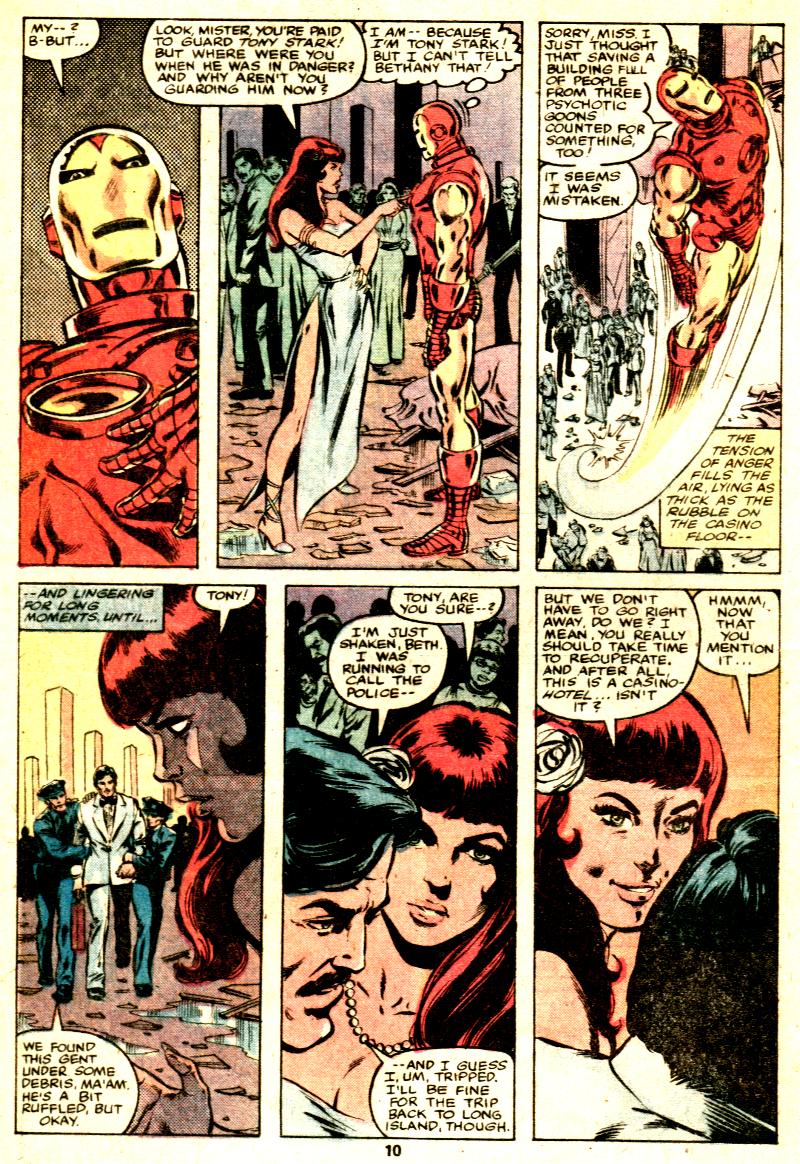 MY--?
B-BUT...
LOOK, MISTER, YOU'RE PAID
TO GUARD TONY STARK!
BUT WHERE WERE YOU
WHEN HE WAS IN DANGER?
AND WHY AREN'T YOU
GUARDING HIM NOW?
I AM-- BECAUSE
I'M TONY STARK!
BUT I CAN'T TELL
BETHANY THAT!
SORRY, MISS. I
JUST THOUGHT
THAT SAVING A
BUILDING FULL
OF PEOPLE
FROM THREE
PSYCHOTIC
GOONS
COUNTED FOR
SOMETHING,
TOO!
IT SEEMS
I WAS
MISTAKEN.
THE
TENSION
OF ANGER
FILLS THE
AIR, LYING AS
THICK AS THE
RUBBLE ON
THE CASINO
FLOOR--
--AND LINGERING
FOR LONG
MOMENTS, UNTIL...
TONY!
WE FOUND
THIS GENT
UNDER SOME
DEBRIS, MA'AM.
HE'S A BIT
RUFFLED, BUT
OKAY.
TONY, ARE
YOU SURE--?
I'M JUST
SHAKEN, BETH.
I WAS
RUNNING TO
CALL THE
POLICE--
--AND I GUESS
I, UM, TRIPPED.
I'LL BE FINE
FOR THE TRIP
BACK TO LONG
ISLAND, THOUGH.
BUT WE DON'T
HAVE TO GO RIGHT
AWAY, DO WE? I
MEAN, YOU REALLY
SHOULD TAKE TIME
TO RECUPERATE,
AND AFTER ALL,
THIS IS A CASINO-
HOTEL... ISN'T
IT?
HMMM,
NOW
THAT
YOU
MENTION
IT...
10